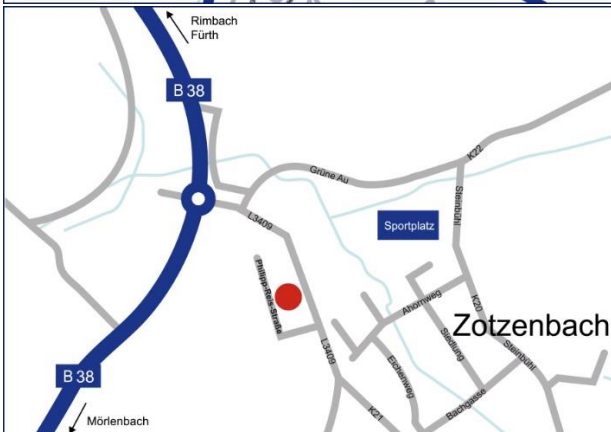 Rimbach
Fürth
B 38
Grüne Au
K22
L3409
Steinbühl
Sportplatz
Philipp-Reis-Straße
Ahornweg
K20
Zotzenbach
L3409
Siedlung
Steinbühl
Eichenweg
B 38
Bachgasse
K21
Mörlenbach